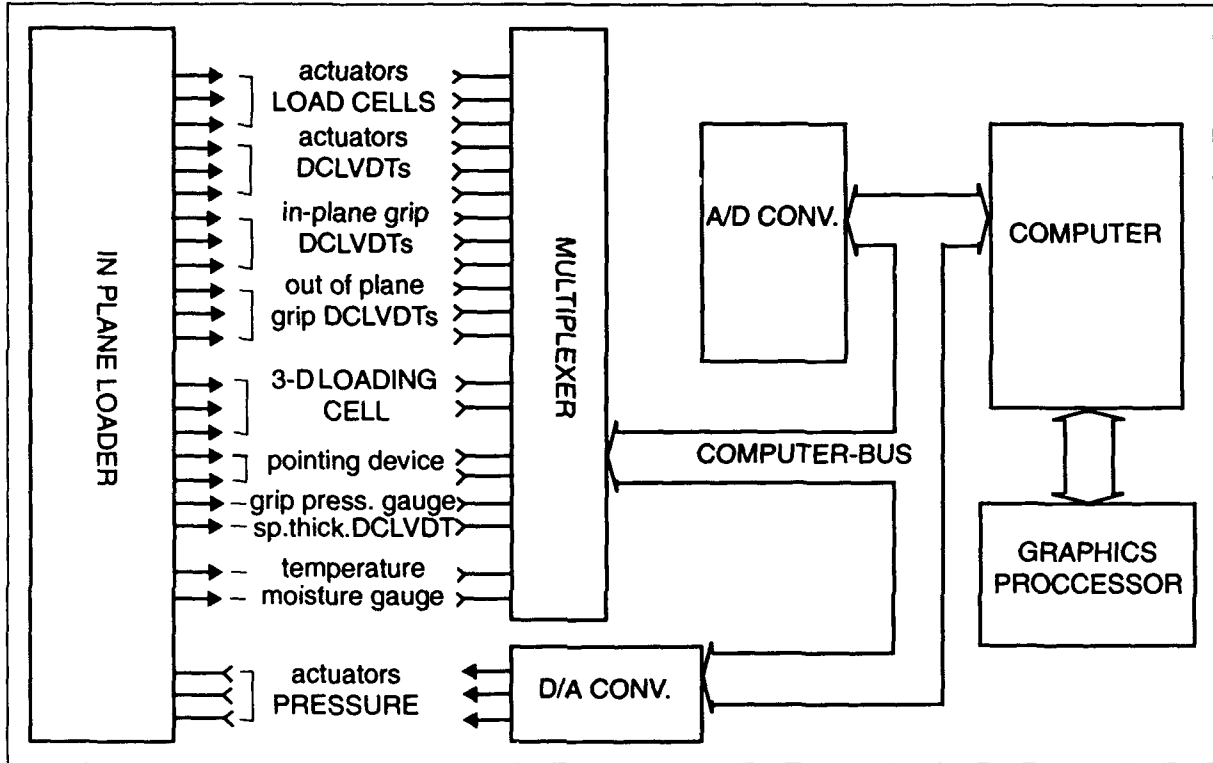 IN PLANE LOADER
actuators
LOAD CELLS
actuators
DCLVDTs
in-plane grip
DCLVDTs
out of plane
grip DCLVDTs
3-D LOADING
CELL
pointing device
grip press. gauge
sp.thick.DCLVDT
temperature
moisture gauge
actuators
PRESSURE
MULTIPLEXER
D/A CONV.
A/D CONV.
COMPUTER-BUS
COMPUTER
GRAPHICS
PROCCESSOR